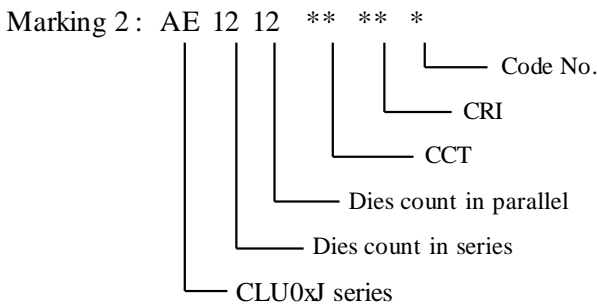 Marking 2 : AE 12 12 ** ** *
Code No.
CRI
CCT
Dies count in parallel
Dies count in series
CLU0xJ series